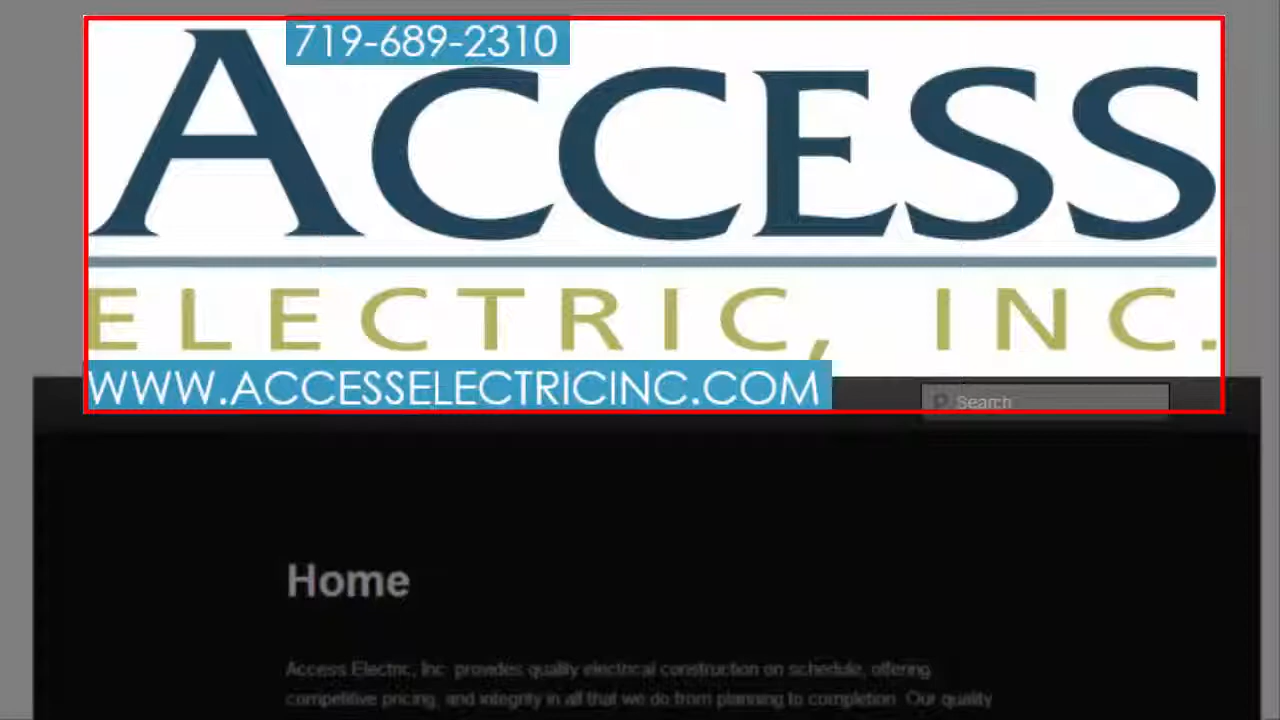 719-689-2310
ACCESS
ELECTRIC, INC.
WWW.ACCESSELECTRICINC.COM
Search
Home
Access Electric, Inc. provides quality electrical construction on schedule, offering
competitive pricing, and integrity in all that we do from planning to completion. Our quality